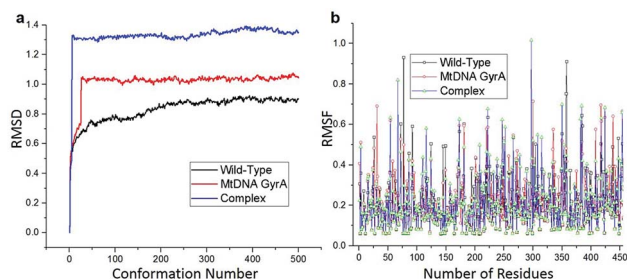 a
1.4
1.2
1.0
0.8
0.6
0.4
0.2
0.0
RMSD
Wild-Type
MtDNA GyrA
Complex
0 100 200 300 400 500
Conformation Number
b
1.0
0.8
0.6
0.4
0.2
0.0
RMSF
Wild-Type
MtDNA GyrA
Complex
0 50 100 150 200 250 300 350 400 450
Number of Residues